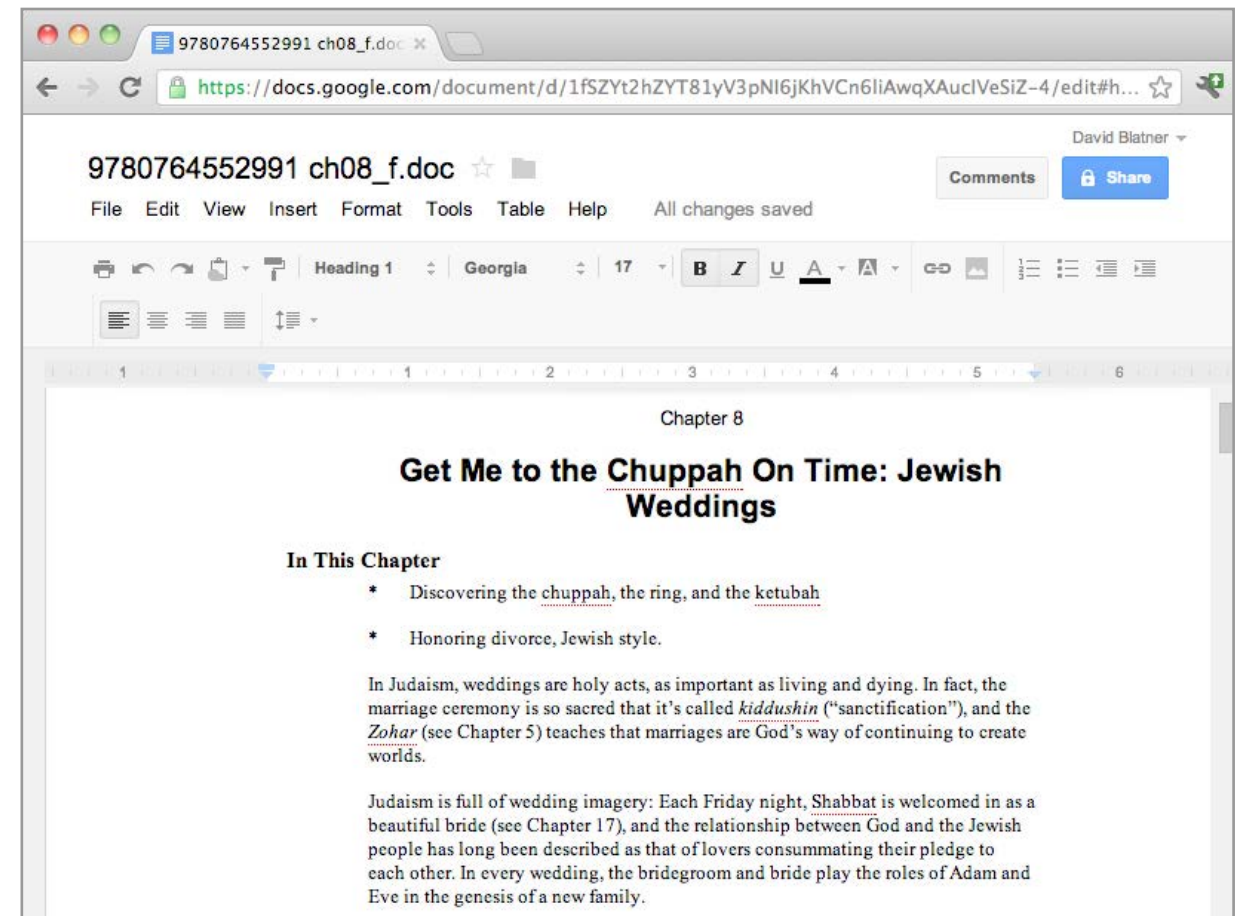 9780764552991 ch08_f.doc
https://docs.google.com/document/d/1fSZYt2hZYT81yV3pNl6jKhVCn6liAwqXAuclVeSiZ-4/edit#h...
David Blatner
9780764552991 ch08_f.doc
Comments
Share
File Edit View Insert Format Tools Table Help All changes saved
Heading 1 Georgia 17 B I U A A
1 1 2 3 4 5 6
Chapter 8
Get Me to the Chuppah On Time: Jewish
Weddings
In This Chapter
* Discovering the chuppah, the ring, and the ketubah
* Honoring divorce, Jewish style.
In Judaism, weddings are holy acts, as important as living and dying. In fact, the
marriage ceremony is so sacred that it’s called kiddushin (“sanctification”), and the
Zohar (see Chapter 5) teaches that marriages are God’s way of continuing to create
worlds.
Judaism is full of wedding imagery: Each Friday night, Shabbat is welcomed in as a
beautiful bride (see Chapter 17), and the relationship between God and the Jewish
people has long been described as that of lovers consummating their pledge to
each other. In every wedding, the bridegroom and bride play the roles of Adam and
Eve in the genesis of a new family.